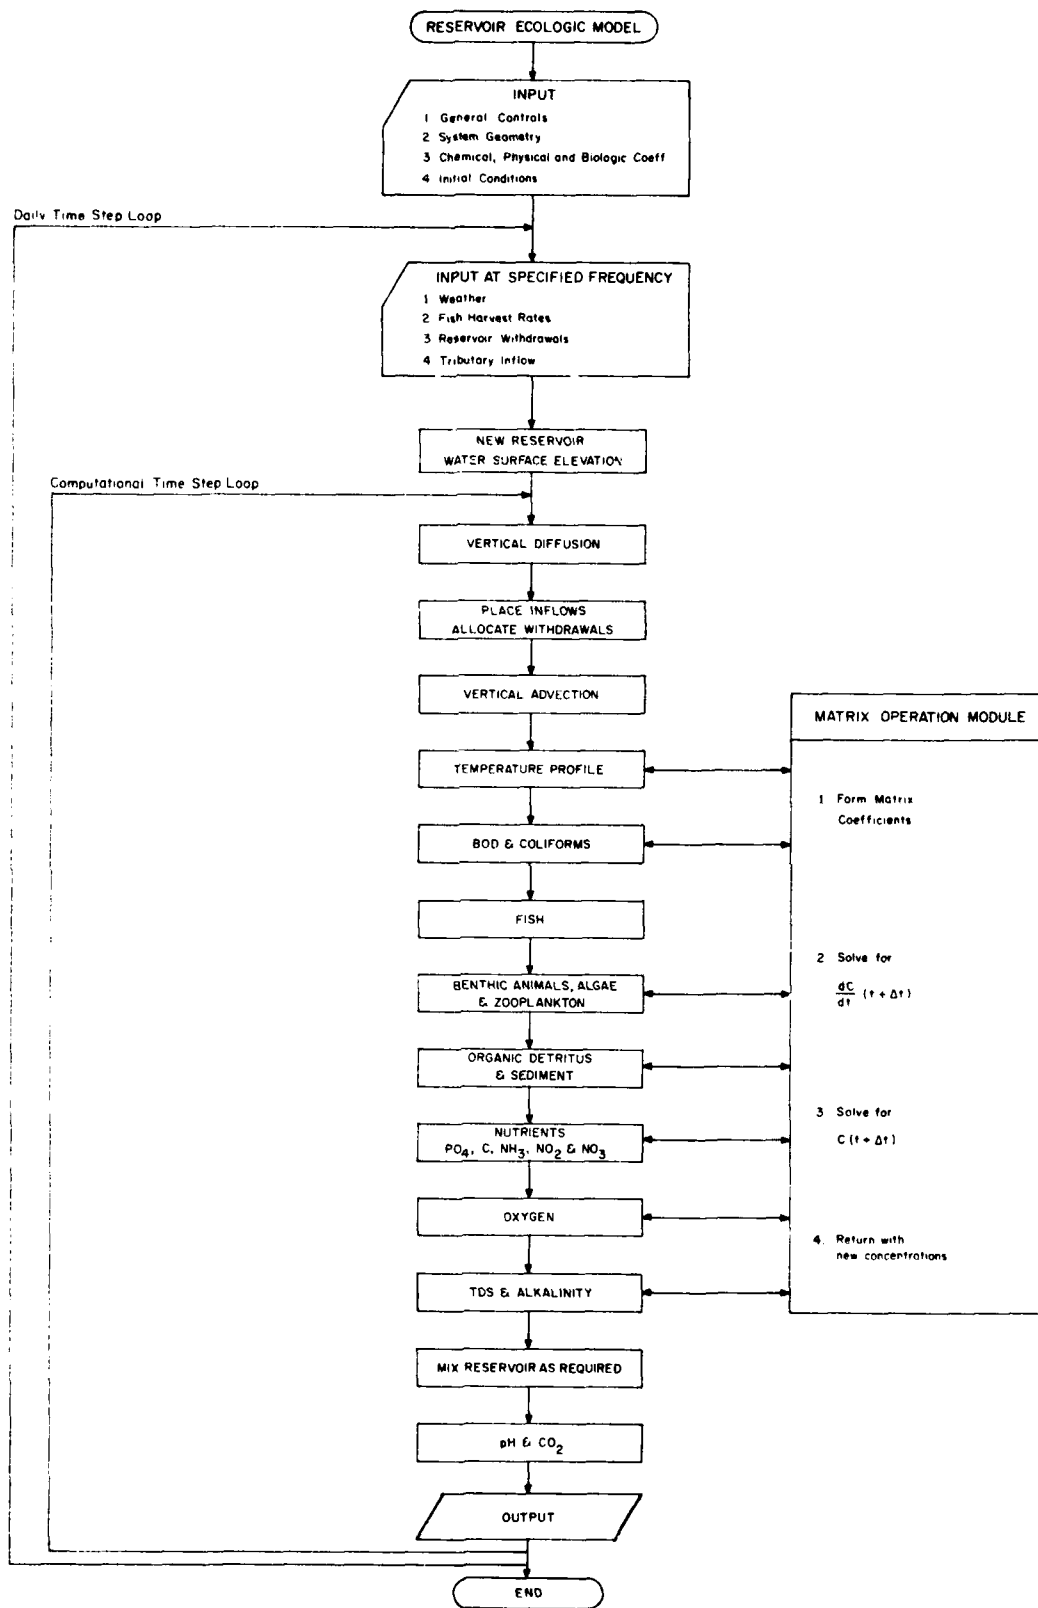 RESERVOIR ECOLOGIC MODEL
INPUT
1 General Controls
2 System Geometry
3 Chemical, Physical and Biologic Coeff
4 Initial Conditions
Daily Time Step Loop
INPUT AT SPECIFIED FREQUENCY
1 Weather
2 Fish Harvest Rates
3 Reservoir Withdrawals
4 Tributary Inflow
NEW RESERVOIR
WATER SURFACE ELEVATION
Computational Time Step Loop
VERTICAL DIFFUSION
PLACE INFLOWS
ALLOCATE WITHDRAWALS
VERTICAL ADVECTION
TEMPERATURE PROFILE
BOD & COLIFORMS
FISH
BENTHIC ANIMALS, ALGAE
& ZOOPLANKTON
ORGANIC DETRITUS
& SEDIMENT
NUTRIENTS
PO4, C, NH3, NO2 & NO3
OXYGEN
TDS & ALKALINITY
MIX RESERVOIR AS REQUIRED
pH & CO2
OUTPUT
END
MATRIX OPERATION MODULE
1 Form Matrix
Coefficients
2 Solve for
dC/dt (t + Δt)
3 Solve for
C (t + Δt)
4. Return with
new concentrations